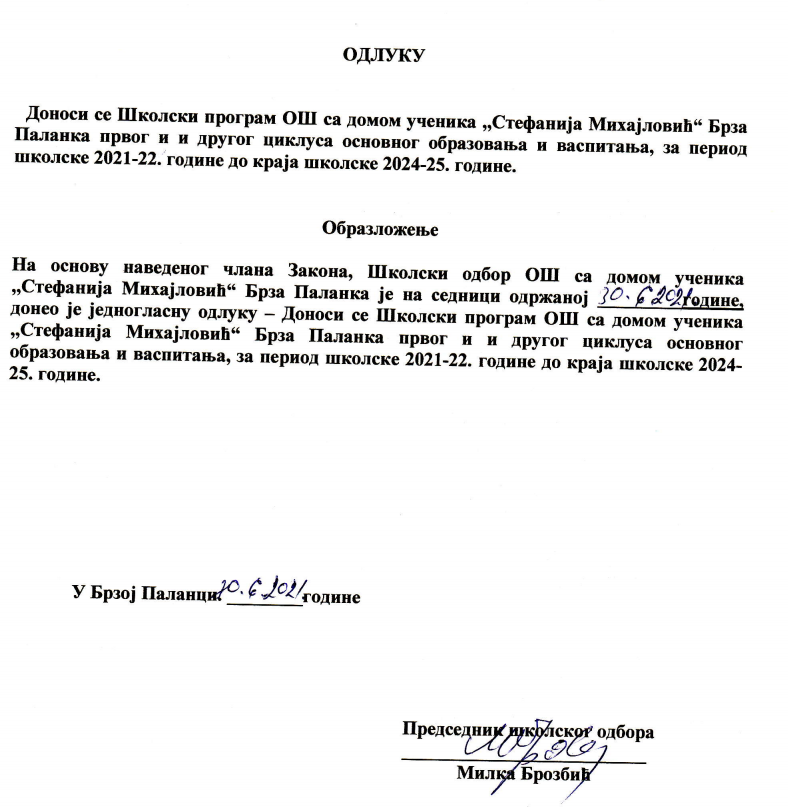 ОДЛУКУ
Доноси се Школски програм ОШ са домом ученика „Стефанија Михајловић“ Брза
Паланка првог и и другог циклуса основног образовања и васпитања, за период
школске 2021-22. године до краја школске 2024-25. године.
Образложење
На основу наведеног члана Закона, Школски одбор ОШ са домом ученика
„Стефанија Михајловић“ Брза Паланка је на седници одржаној 30. 6 2021 године,
донео је једногласну одлуку – Доноси се Школски програм ОШ са домом ученика
„Стефанија Михајловић“ Брза Паланка првог и и другог циклуса основног
образовања и васпитања, за период школске 2021-22. године до краја школске 2024-
25. године.
У Брзој Паланци. 30. 6 2021. године
Председник школског одбора
Милка Брозбић